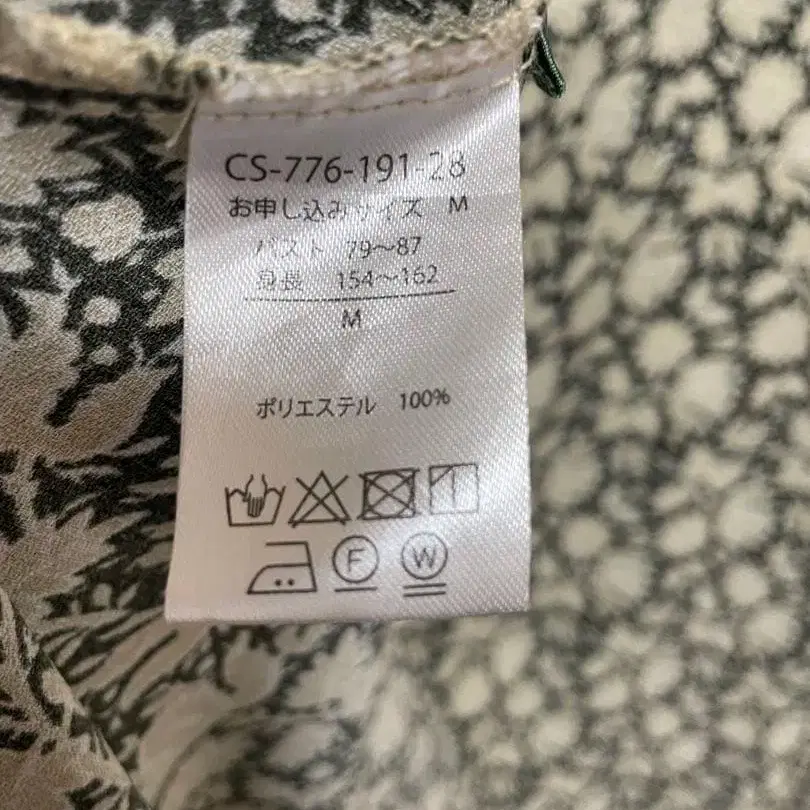 CS-776-191-28
お申し込みサイズ M
バスト 79～87
身長 154～162
M
ポリエステル 100%
F W